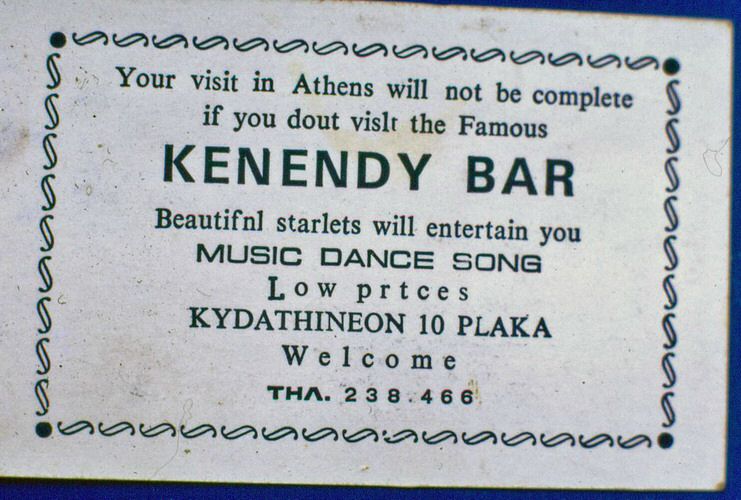 Your visit in Athens will not be complete
if you dout vislt the Famous
KENENDY BAR
Beautifnl starlets will entertain you
MUSIC DANCE SONG
Low prtces
KYDATHINEON 10 PLAKA
Welcome
ΤΗΛ. 238.466